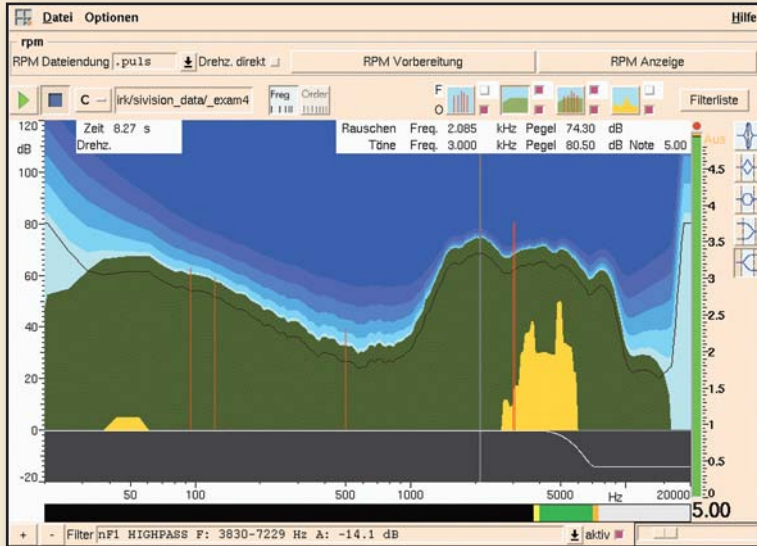 Datei Optionen Hilfe
rpm
RPM Dateiendung .puls Drehz. direkt RPM Vorbereitung RPM Anzeige
C irk/sivision_data/_exam4 Freq Order F O Filterliste
120 Zeit 8.27 s Rauschen Freq. 2.085 kHz Pegel 74.30 dB Aus
dB Drehz. Töne Freq. 3.000 kHz Pegel 80.50 dB Note 5.00
4.5
100
4
80
3.5
60
3
2.5
40
2
20
1.5
1
0
0.5
-20
0
50 100 500 1000 5000 Hz 20000
5.00
+ - Filter nF1 HIGHPASS F: 3830-7229 Hz A: -14.1 dB aktiv